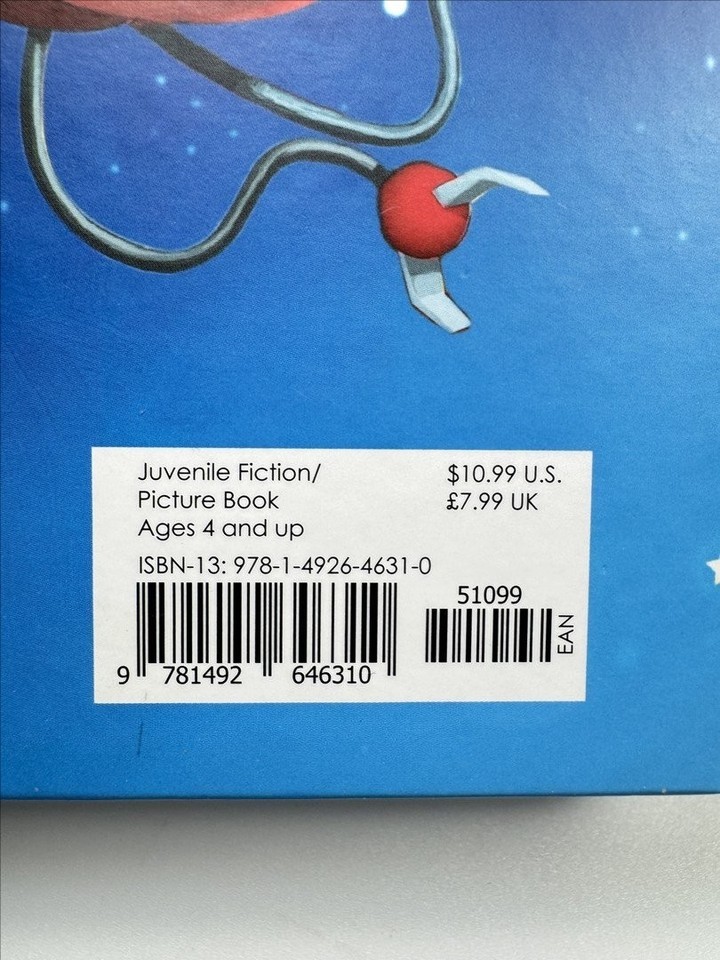 Juvenile Fiction/
Picture Book
Ages 4 and up
$10.99 U.S.
£7.99 UK
ISBN-13: 978-1-4926-4631-0
51099
EAN
9 781492 646310